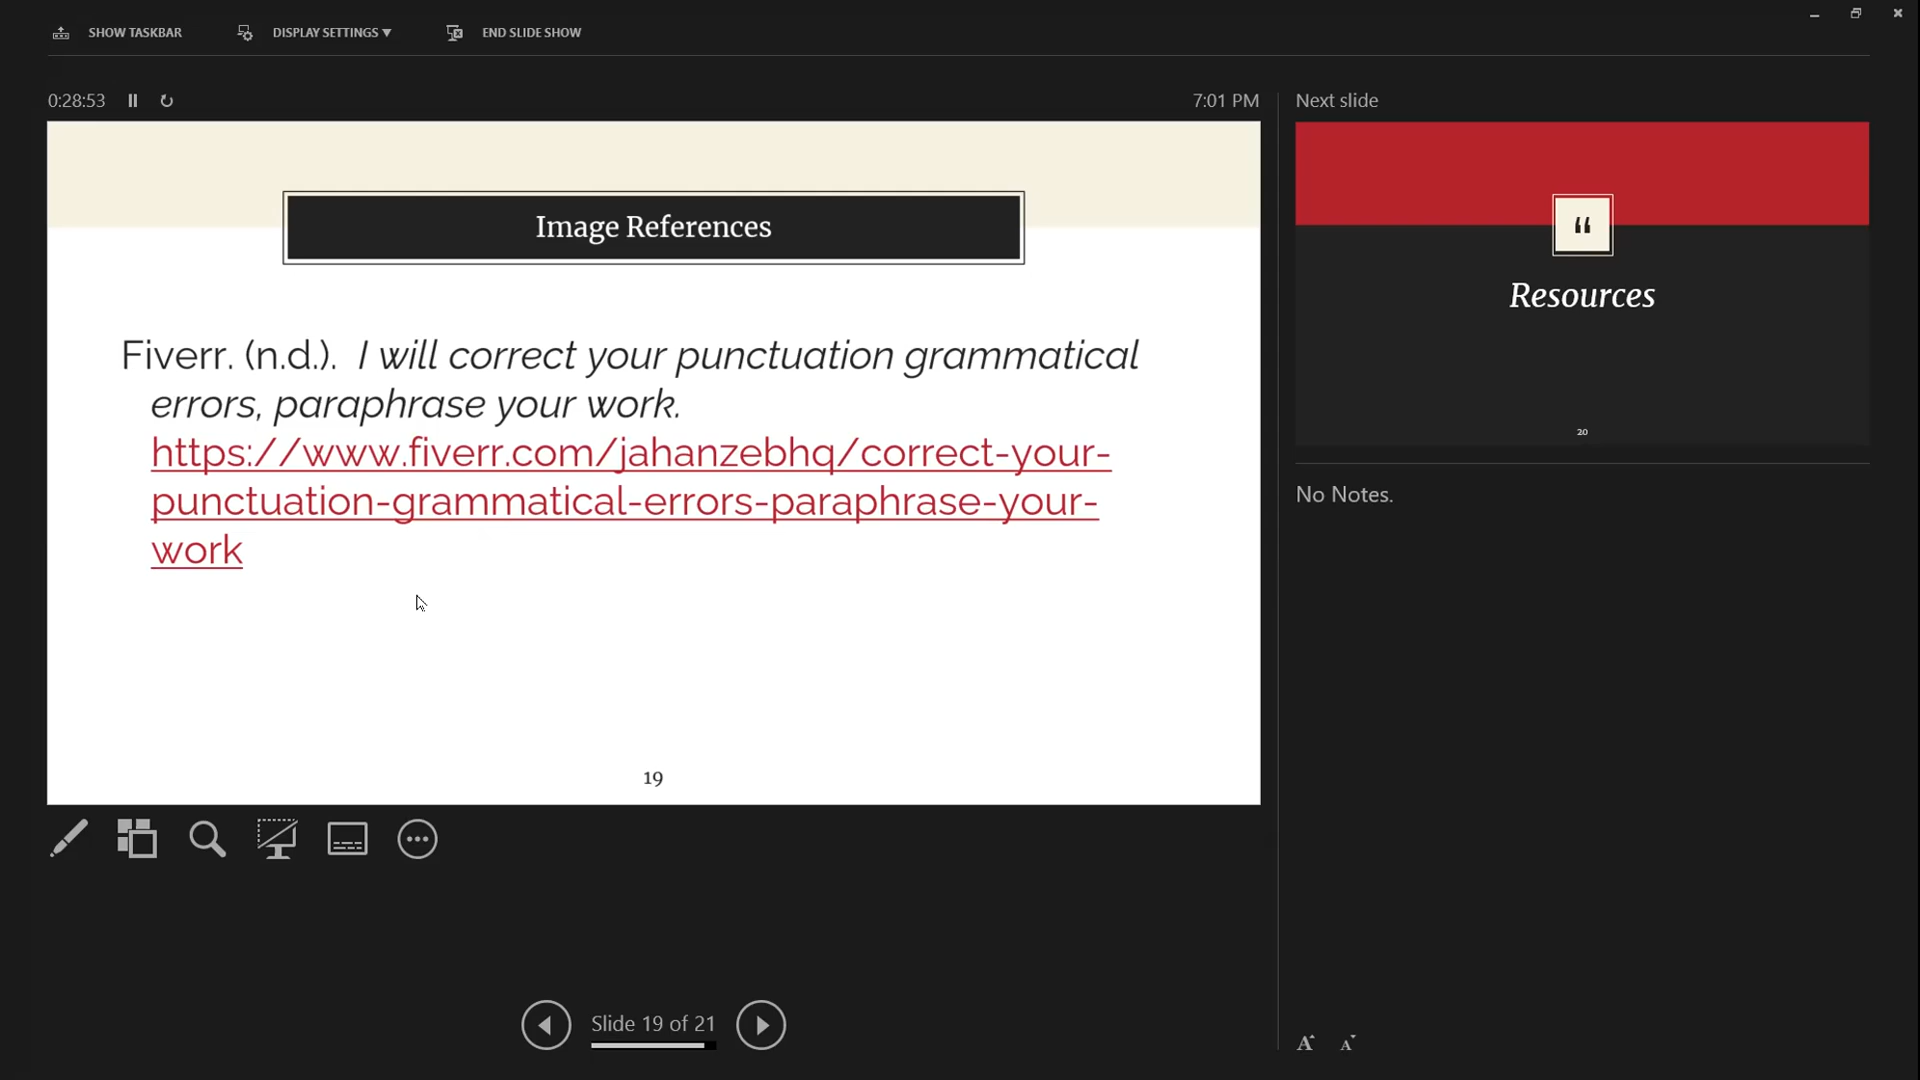 SHOW TASKBAR
DISPLAY SETTINGS ▼
END SLIDE SHOW
0:28:53
7:01 PM
Next slide
Image References
Fiverr. (n.d.). I will correct your punctuation grammatical
errors, paraphrase your work.
https://www.fiverr.com/jahanzebhq/correct-your-
punctuation-grammatical-errors-paraphrase-your-
work
19
“
Resources
20
No Notes.
Slide 19 of 21
A A